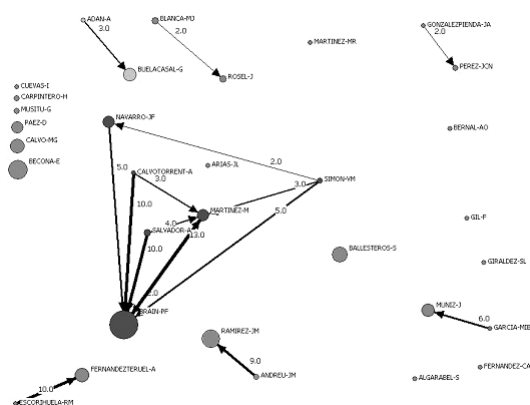 ADAN-A
BLANCA-MJ
GONZALEZPIENDA-JA
3.0
2.0
2.0
MARTINEZ-MR
BUELACASAL-G
ROSEL-J
PEREZ-JCN
CUEVAS-I
CARPINTERO-H
MUSITU-G
PAEZ-D
NAVARRO-JF
BERNAL-AO
CALVO-MG
BECONA-E
5.0
CALVOTORRENT-A
ARIAS-JL
2.0
3.0
3.0
SIMON-VM
10.0
MARTINEZ-M
5.0
4.0
SALVADOR-A
13.0
GIL-F
10.0
BALLESTEROS-S
GIRALDEZ-SL
2.0
BRAIN-PF
MUNIZ-J
6.0
GARCIA-MIB
RAMIREZ-JM
9.0
FERNANDEZTERUEL-A
ANDREU-JM
ALGARABEL-S
FERNANDEZ-CA
10.0
ESCORIHUELA-RM